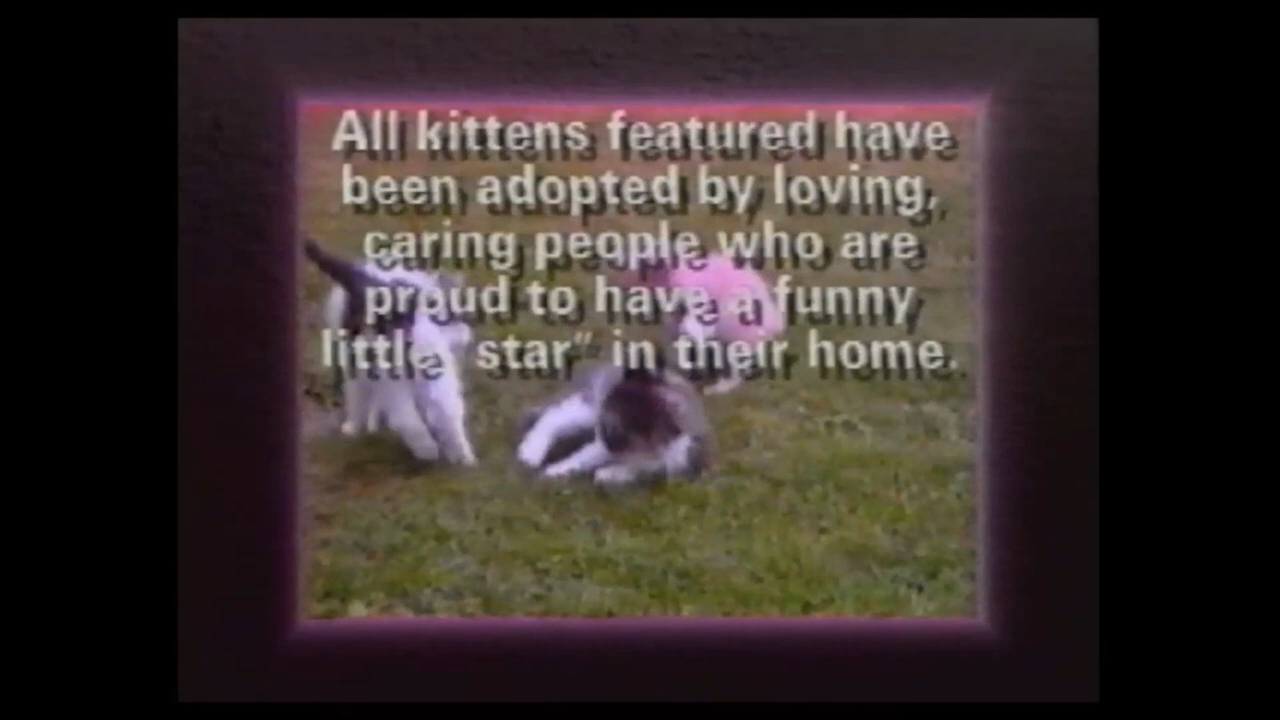 All kittens featured have
been adopted by loving,
caring people who are
proud to have a funny
little "star" in their home.